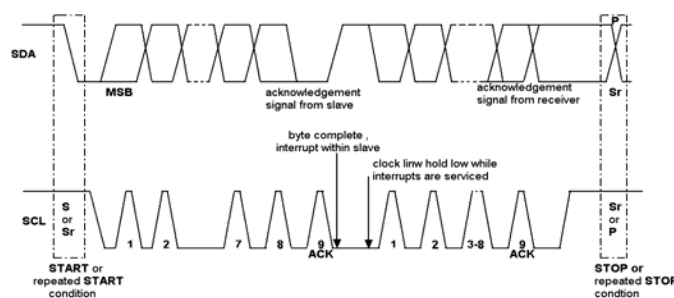 P
SDA
MSB
acknowledgement
signal from slave
acknowledgement
signal from receiver
Sr
byte complete ,
interrupt within slave
clock linw hold low while
interrupts are serviced
SCL
S
or
Sr
1 2 7 8 9 1 2 3-8 9
ACK ACK
Sr
or
P
START or
repeated START
condition
STOP or
repeated STOP
condtion